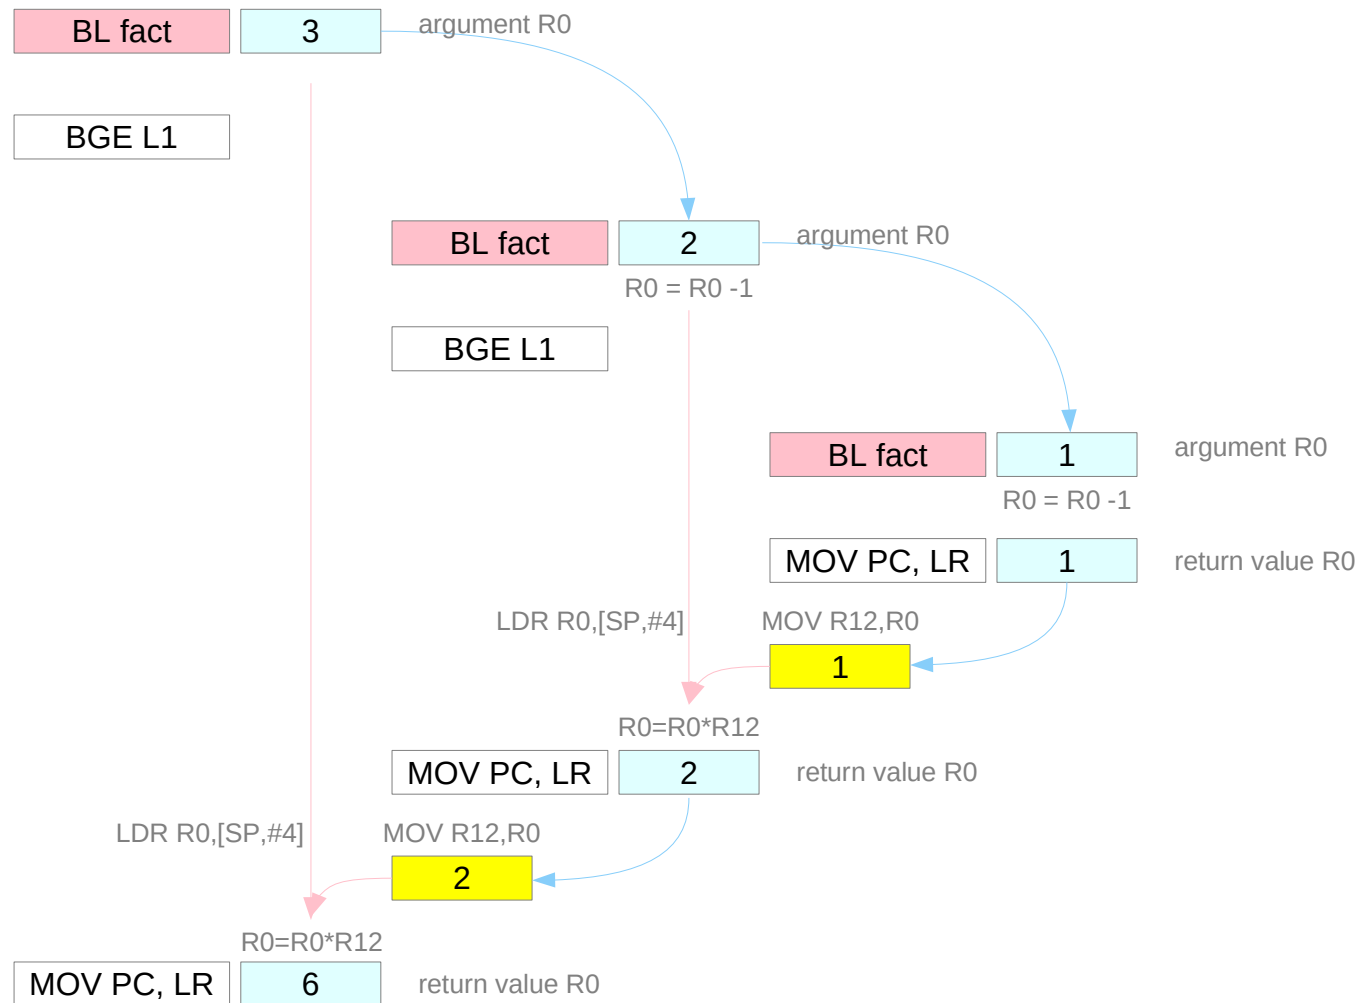 BL fact 3 argument R0
BGE L1
BL fact 2 argument R0
R0 = R0 -1
BGE L1
BL fact 1 argument R0
R0 = R0 -1
MOV PC, LR 1 return value R0
LDR R0,[SP,#4] MOV R12,R0
1
R0=R0*R12
MOV PC, LR 2 return value R0
LDR R0,[SP,#4] MOV R12,R0
2
R0=R0*R12
MOV PC, LR 6 return value R0